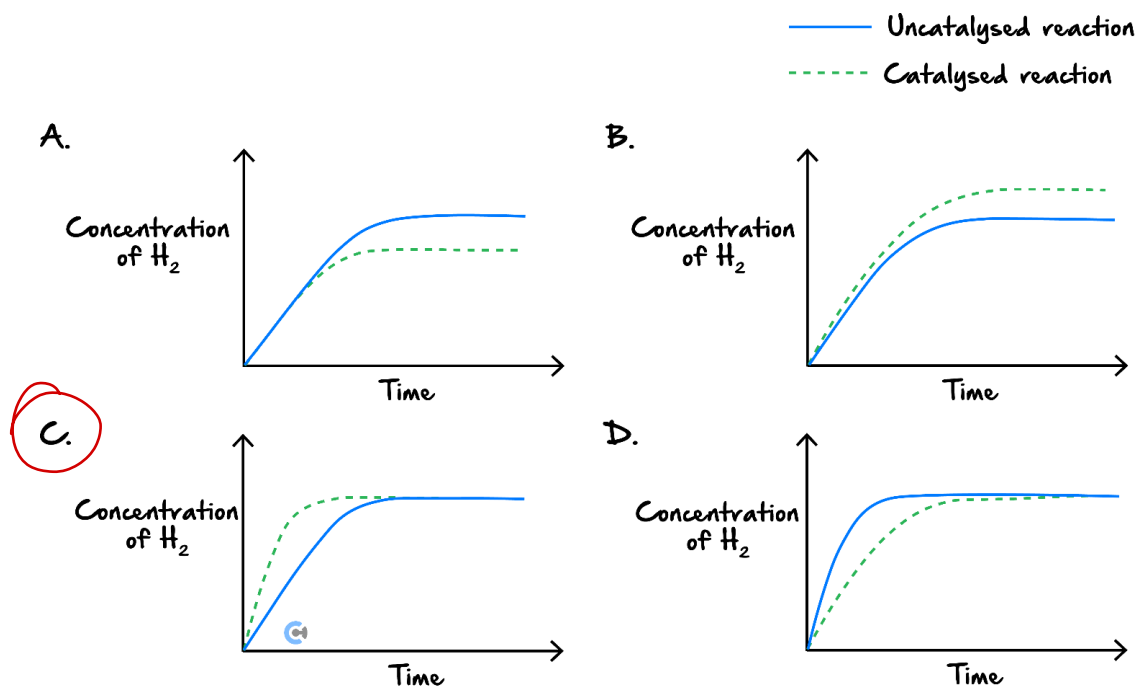 Uncatalysed reaction
Catalysed reaction
A.
Concentration
of H₂
Time
B.
Concentration
of H₂
Time
C.
Concentration
of H₂
Time
D.
Concentration
of H₂
Time